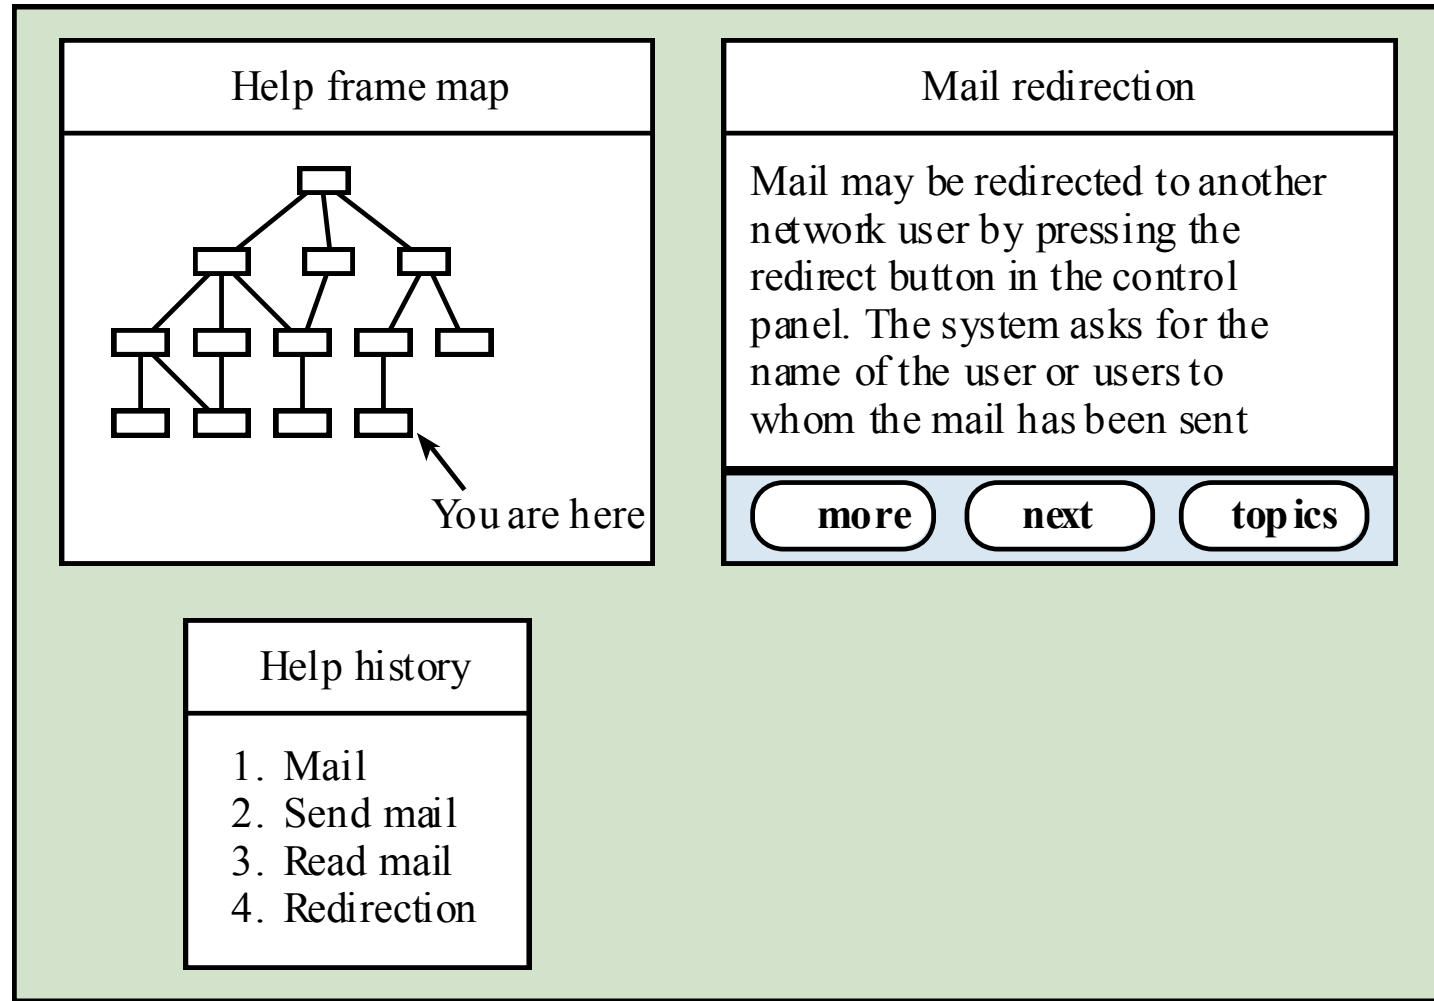 Help frame map
You are here
Mail redirection
Mail may be redirected to another
network user by pressing the
redirect button in the control
panel. The system asks for the
name of the user or users to
whom the mail has been sent
more next topics
Help history
1. Mail
2. Send mail
3. Read mail
4. Redirection